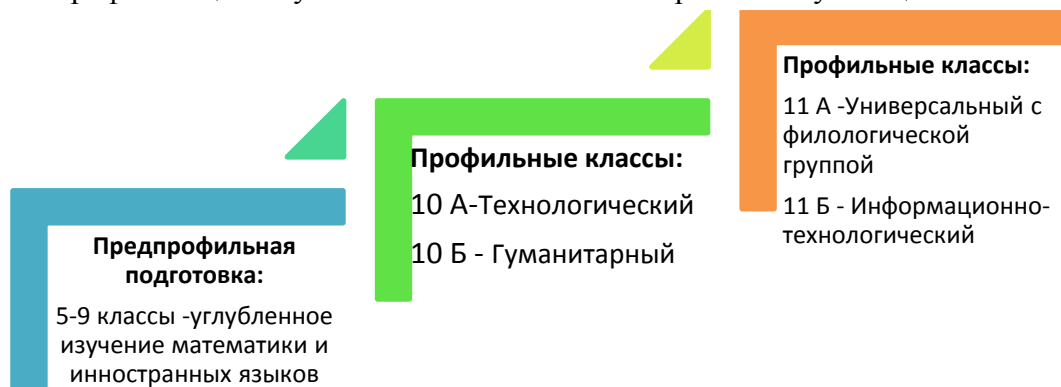 Предпрофильная
подготовка:
5-9 классы -углубленное
изучение математики и
инностранных языков
Профильные классы:
10 А-Технологический
10 Б - Гуманитарный
Профильные классы:
11 А -Универсальный с
филологической
группой
11 Б - Информационно-
технологический